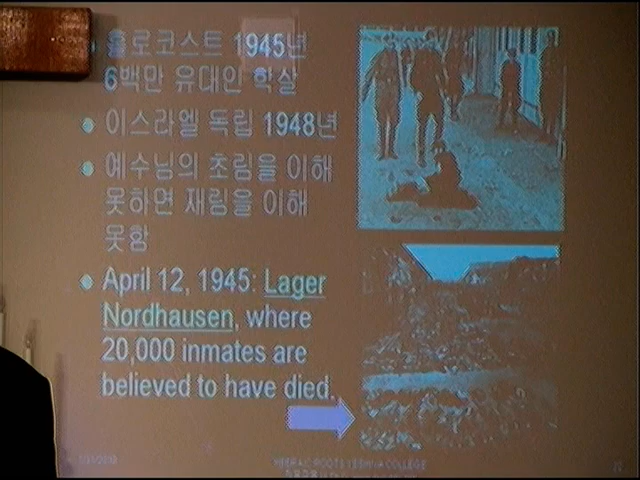 홀로코스트 1945년
6백만 유대인 학살
이스라엘 독립 1948년
예수님의 초림을 이해
못하면 재림을 이해
못함
April 12, 1945: Lager
Nordhausen, where
20,000 inmates are
believed to have died.
COLLEGE